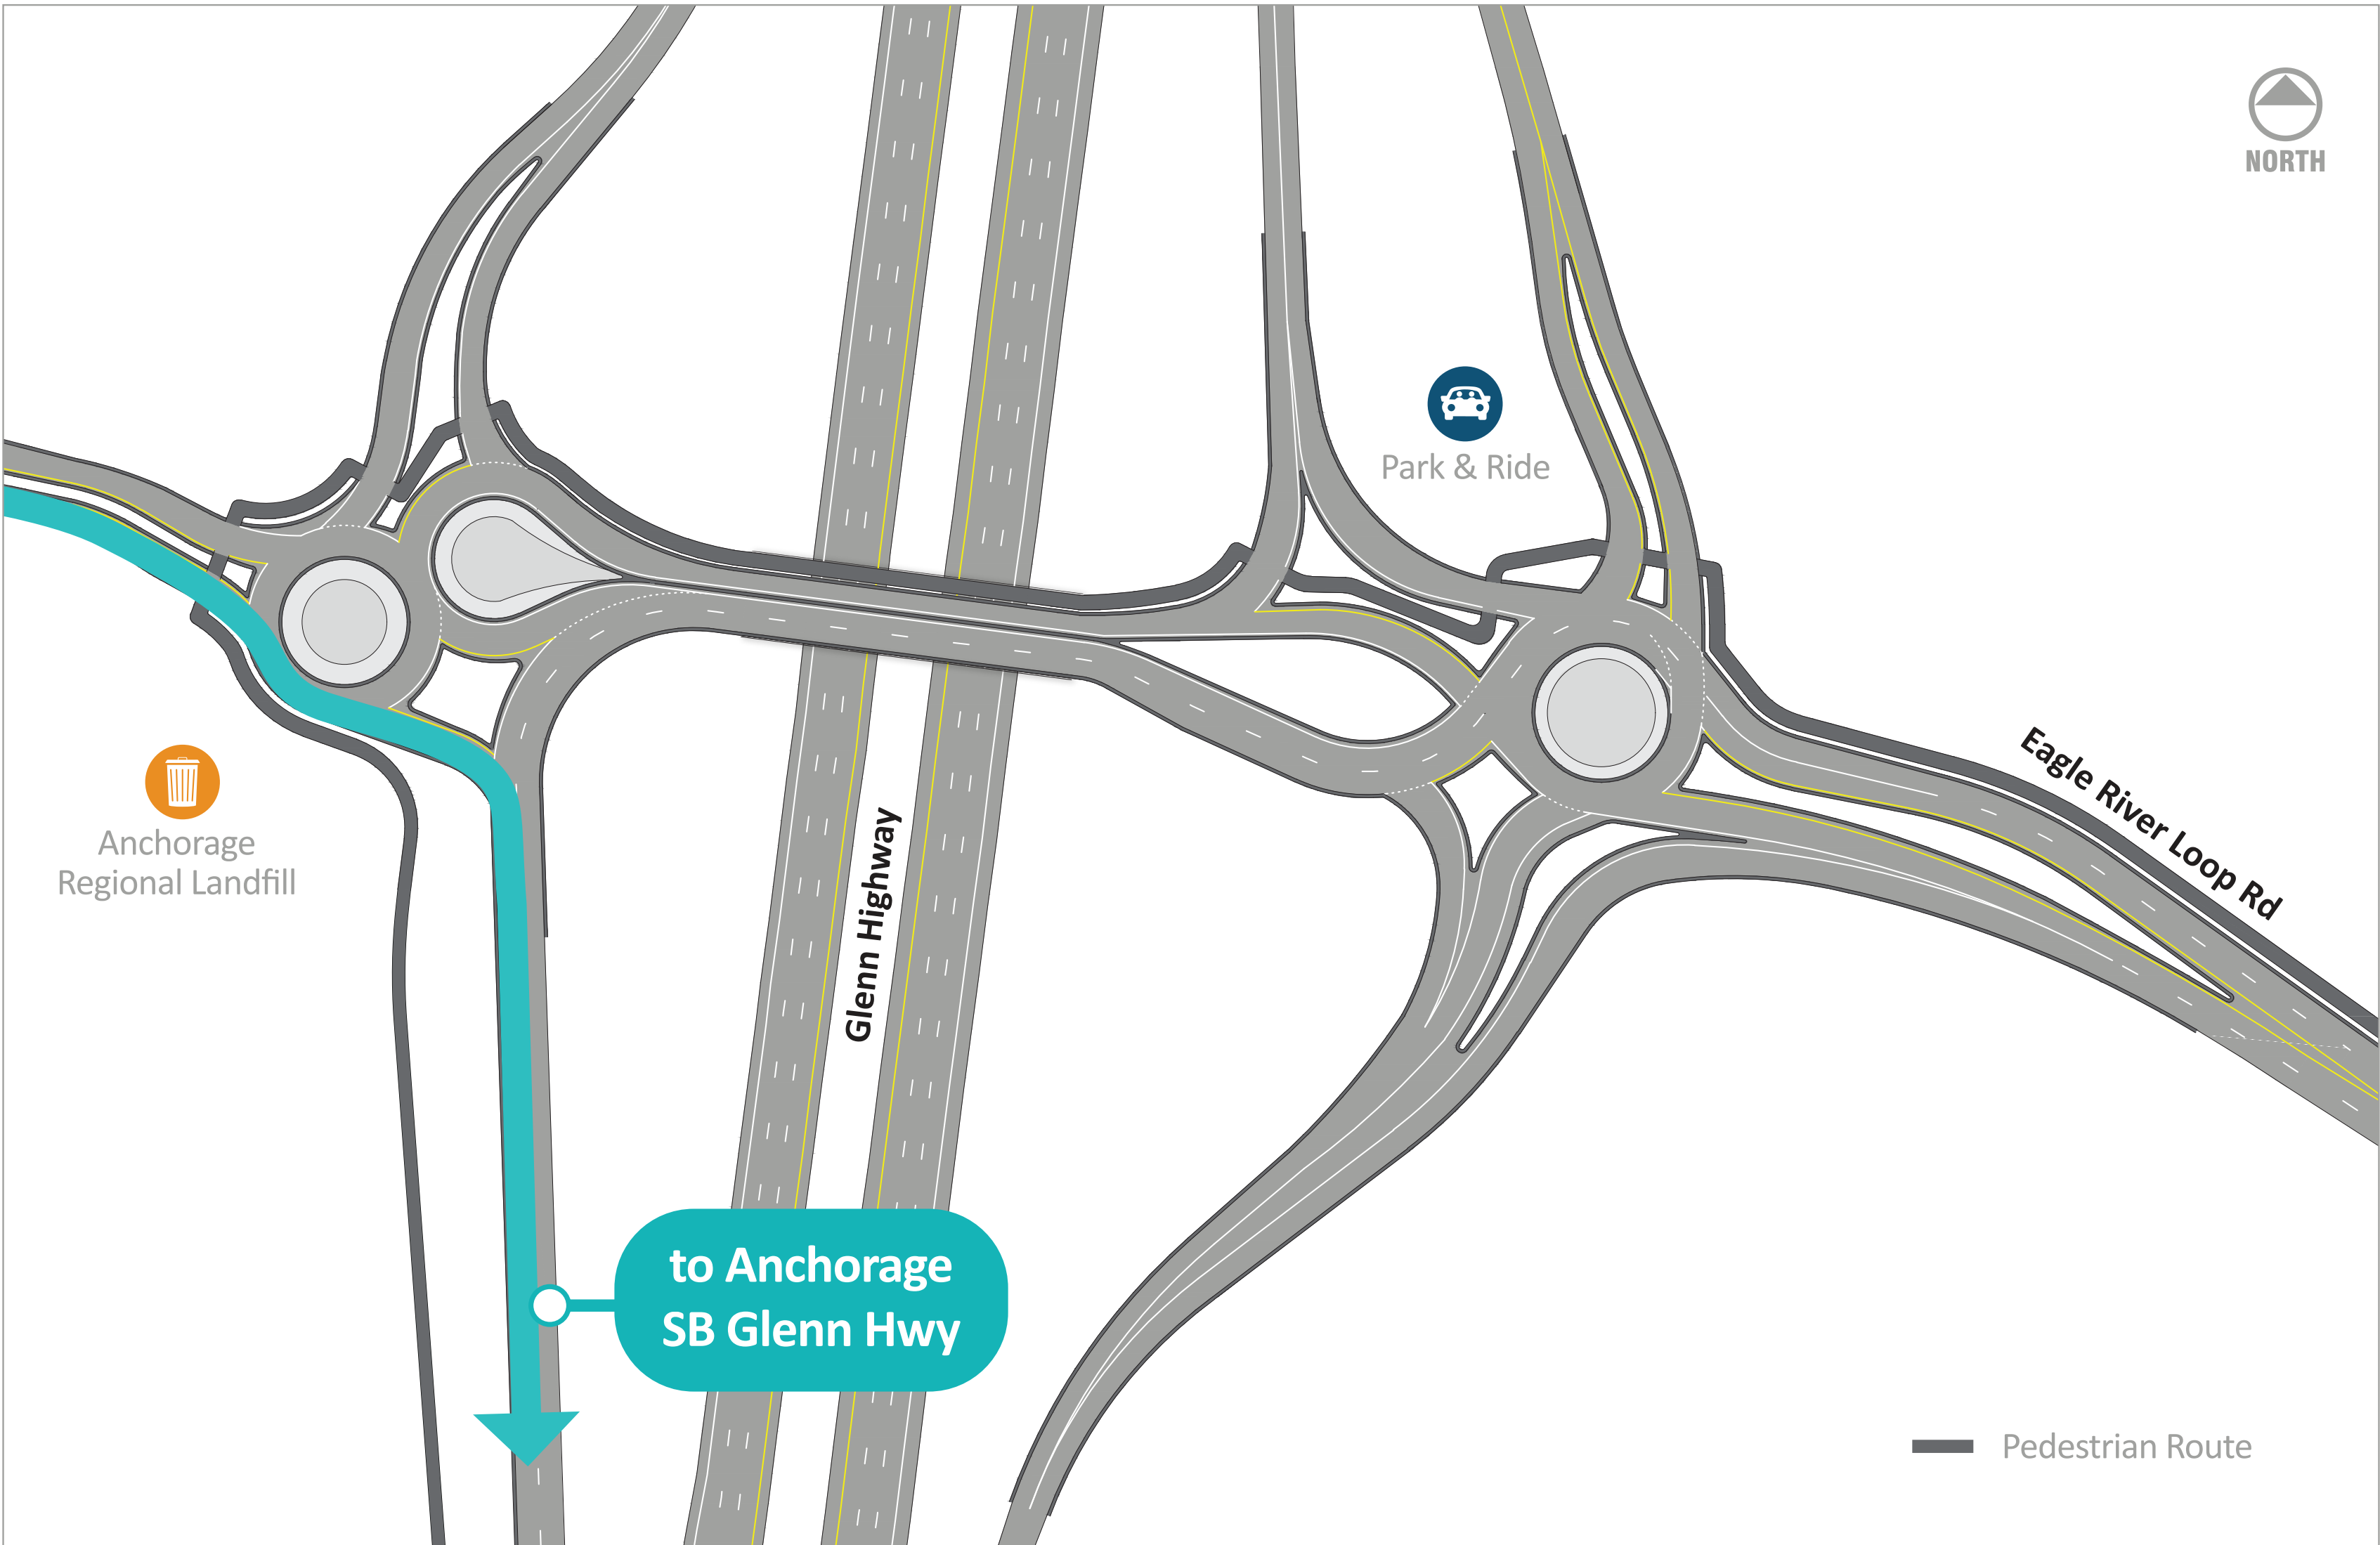 NORTH
Park & Ride
Eagle River Loop Rd
Anchorage
Regional Landfill
Glenn Highway
to Anchorage
SB Glenn Hwy
Pedestrian Route